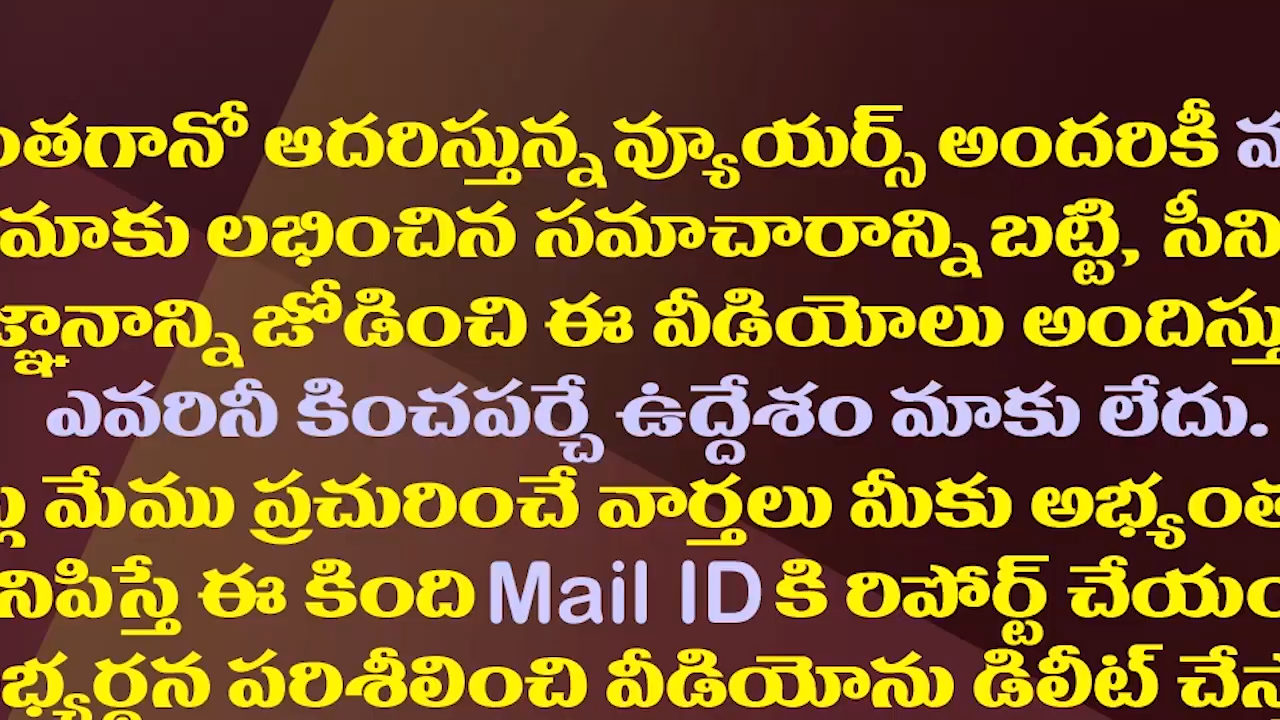 ంతగానో ఆదరిస్తున్న వ్యూయర్స్ అందరికీ
మాకు లభించిన సమాచారాన్ని బట్టి, సీని
జ్ఞానాన్ని జోడించి ఈ వీడియోలు అందిస్తు
ఎవరినీ కించపర్చే ఉద్దేశం మాకు లేదు.
మేము ప్రచురించే వార్తలు మీకు అభ్యంత
నిపిస్తే ఈ కింది Mail ID కి రిపోర్ట్ చేయం
భ్యర్థన పరిశీలించి వీడియోను డిలీట్ చేస